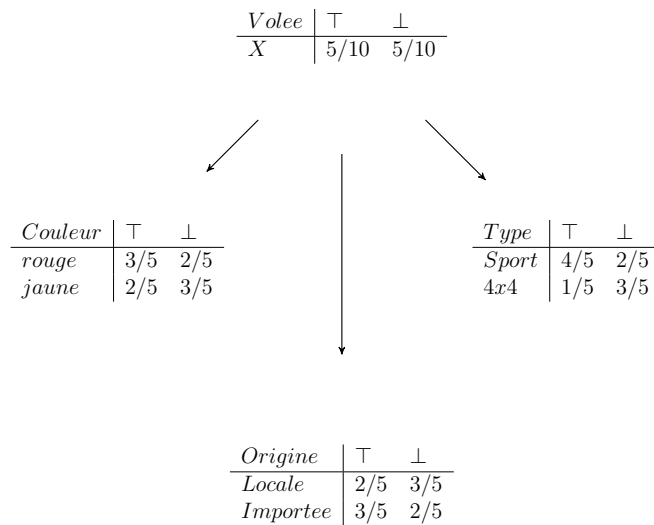 Volee ⊤ ⊥
X 5/10 5/10
Couleur ⊤ ⊥
rouge 3/5 2/5
jaune 2/5 3/5
Type ⊤ ⊥
Sport 4/5 2/5
4x4 1/5 3/5
Origine ⊤ ⊥
Locale 2/5 3/5
Importee 3/5 2/5